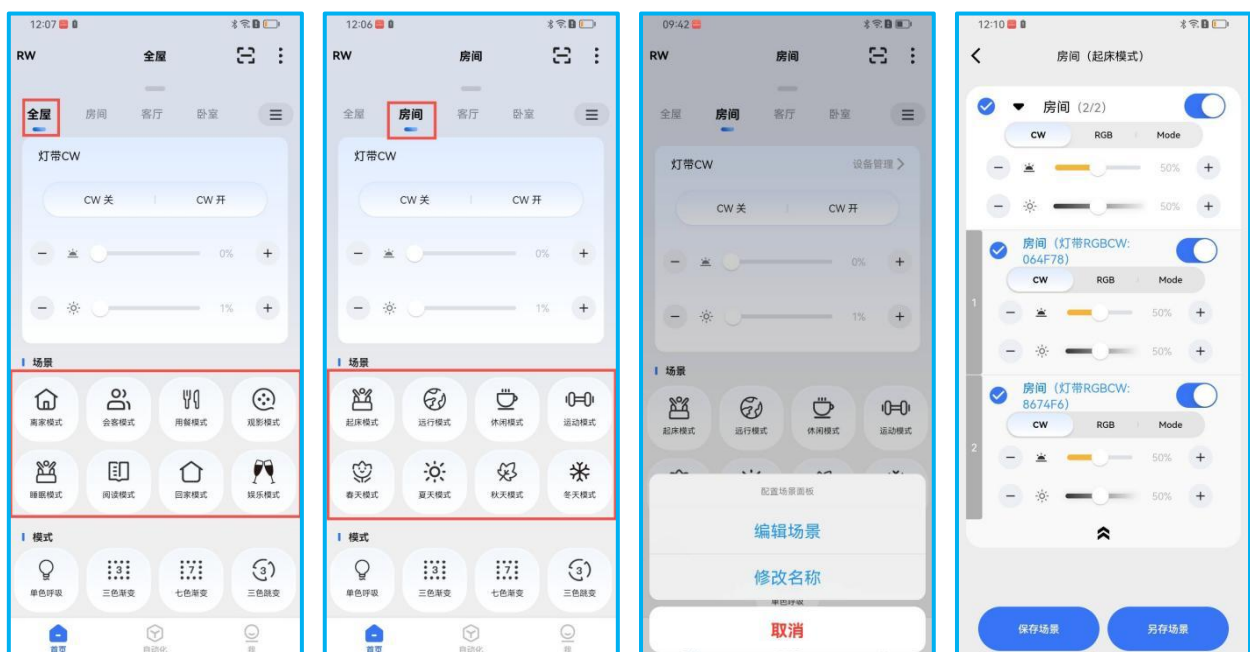 12:07
RW 全屋
全屋 房间 客厅 卧室
灯带CW
CW 关 CW 开
0%
1%
场景
离家模式 会客模式 用餐模式 观影模式
睡眠模式 阅读模式 回家模式 娱乐模式
模式
3 7 3
单色呼吸 三色渐变 七色渐变 三色跳变
首页 自动化 我
12:06
RW 房间
全屋 房间 客厅 卧室
灯带CW
CW 关 CW 开
0%
1%
场景
起床模式 远行模式 休闲模式 运动模式
春天模式 夏天模式 秋天模式 冬天模式
模式
3 7 3
单色呼吸 三色渐变 七色渐变 三色跳变
首页 自动化 我
09:42
RW 房间
全屋 房间 客厅 卧室
灯带CW 设备管理
CW 关 CW 开
0%
1%
场景
起床模式 远行模式 休闲模式 运动模式
配置场景面板
编辑场景
修改名称
单色呼吸
取消
12:10
房间（起床模式）
房间 (2/2)
CW RGB Mode
50%
50%
房间（灯带RGBCW:
064F78）
CW RGB Mode
1
50%
50%
房间（灯带RGBCW:
8674F6）
CW RGB Mode
2
50%
50%
保存场景 另存场景